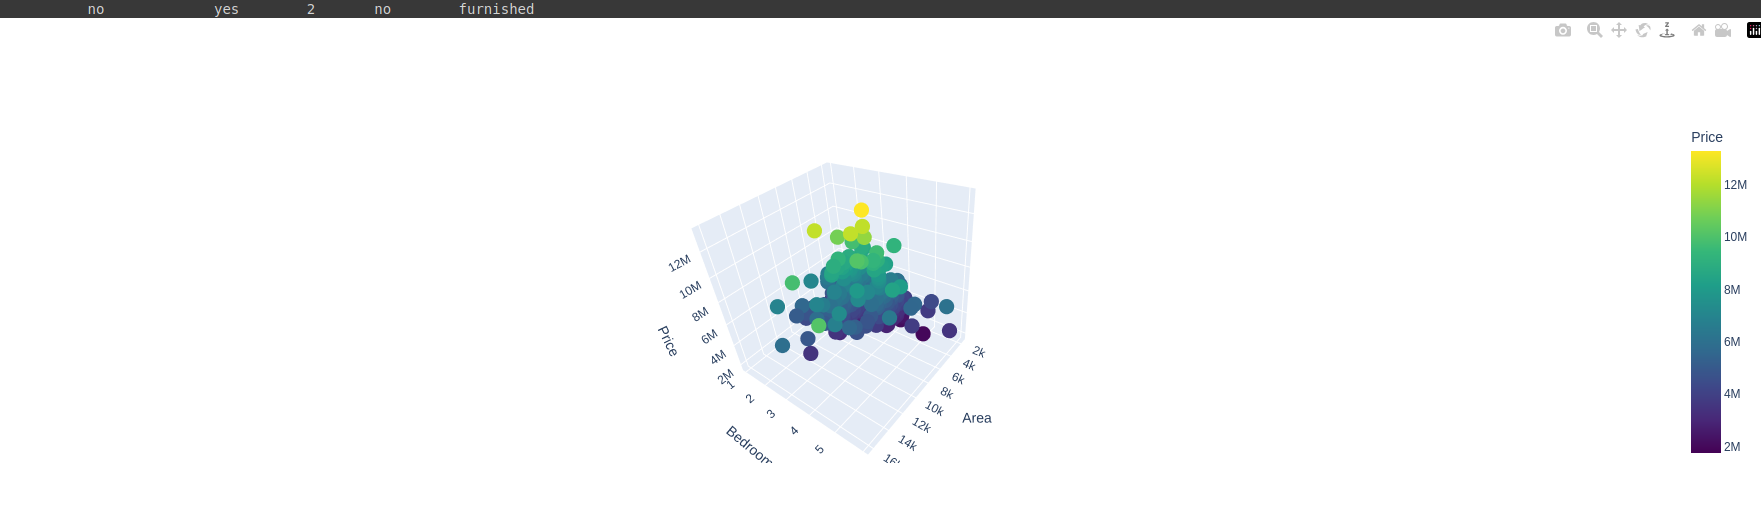 no yes 2 no furnished
Price
12M
10M
8M
6M
4M
2M
12M
10M
8M
6M
4M
2M
Price
1
2
3
4
5
Bedroom
2k
4k
6k
8k
10k
12k
14k
Area